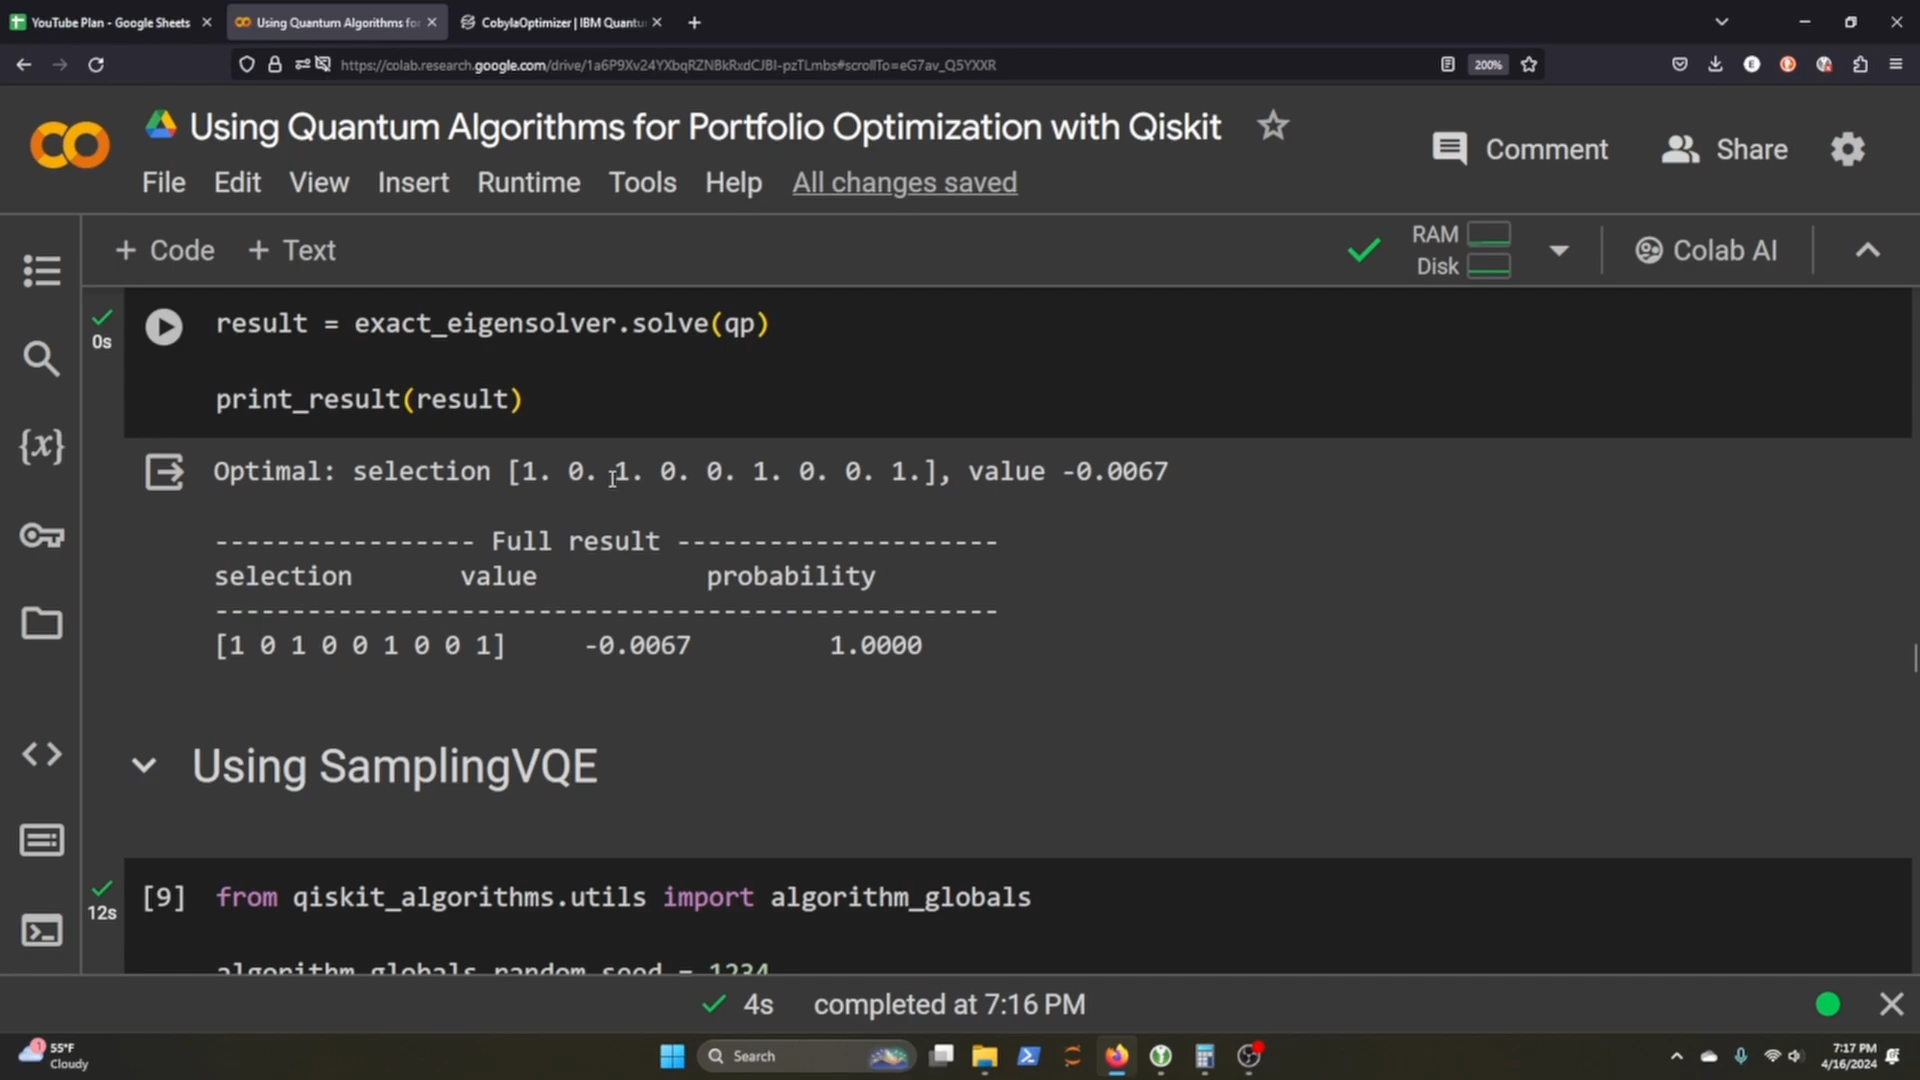 YouTube Plan - Google Sheets
Using Quantum Algorithms fo
CobylaOptimizer | IBM Quantu
https://colab.research.google.com/drive/1a6P9Xv24YXbqRZNBkRxdCJBI-pzTLmbs#scrollTo=eG7av_Q5YXXR
200%
Using Quantum Algorithms for Portfolio Optimization with Qiskit
Comment
Share
File Edit View Insert Runtime Tools Help All changes saved
+ Code + Text
RAM
Disk
Colab AI
0s
result = exact_eigensolver.solve(qp)
print_result(result)
Optimal: selection [1. 0. 1. 0. 0. 1. 0. 0. 1.], value -0.0067
----------------- Full result ---------------------
selection value probability
---------------------------------------------------
[1 0 1 0 0 1 0 0 1] -0.0067 1.0000
Using SamplingVQE
12s
[9] from qiskit_algorithms.utils import algorithm_globals
algorithm_globals.random_seed = 1234
4s completed at 7:16 PM
1
55°F
Cloudy
Search
7:17 PM
4/16/2024